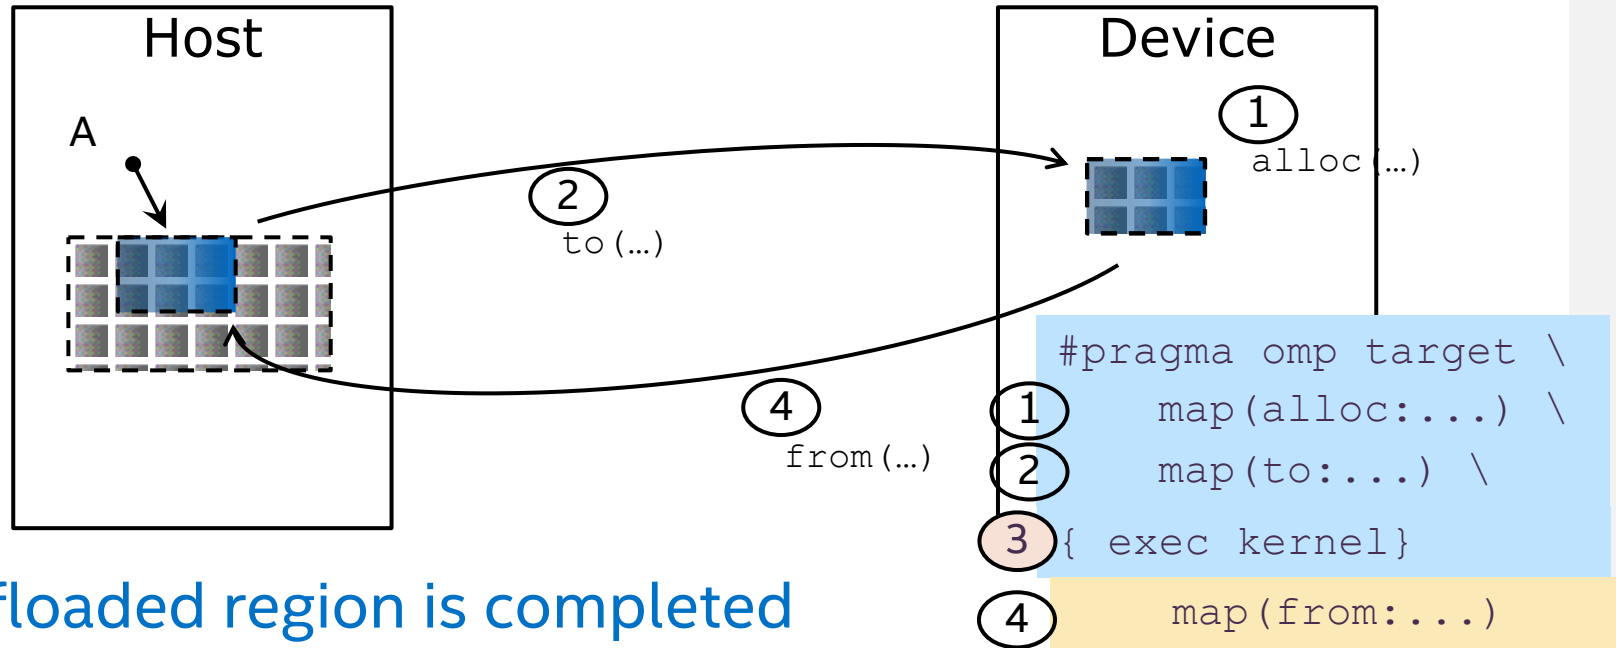 Host
Device
A
1
alloc(…)
2
to(…)
4
from(…)
#pragma omp target \
1 map(alloc:...) \
2 map(to:...) \
3 { exec kernel}
4 map(from:...)
floaded region is completed